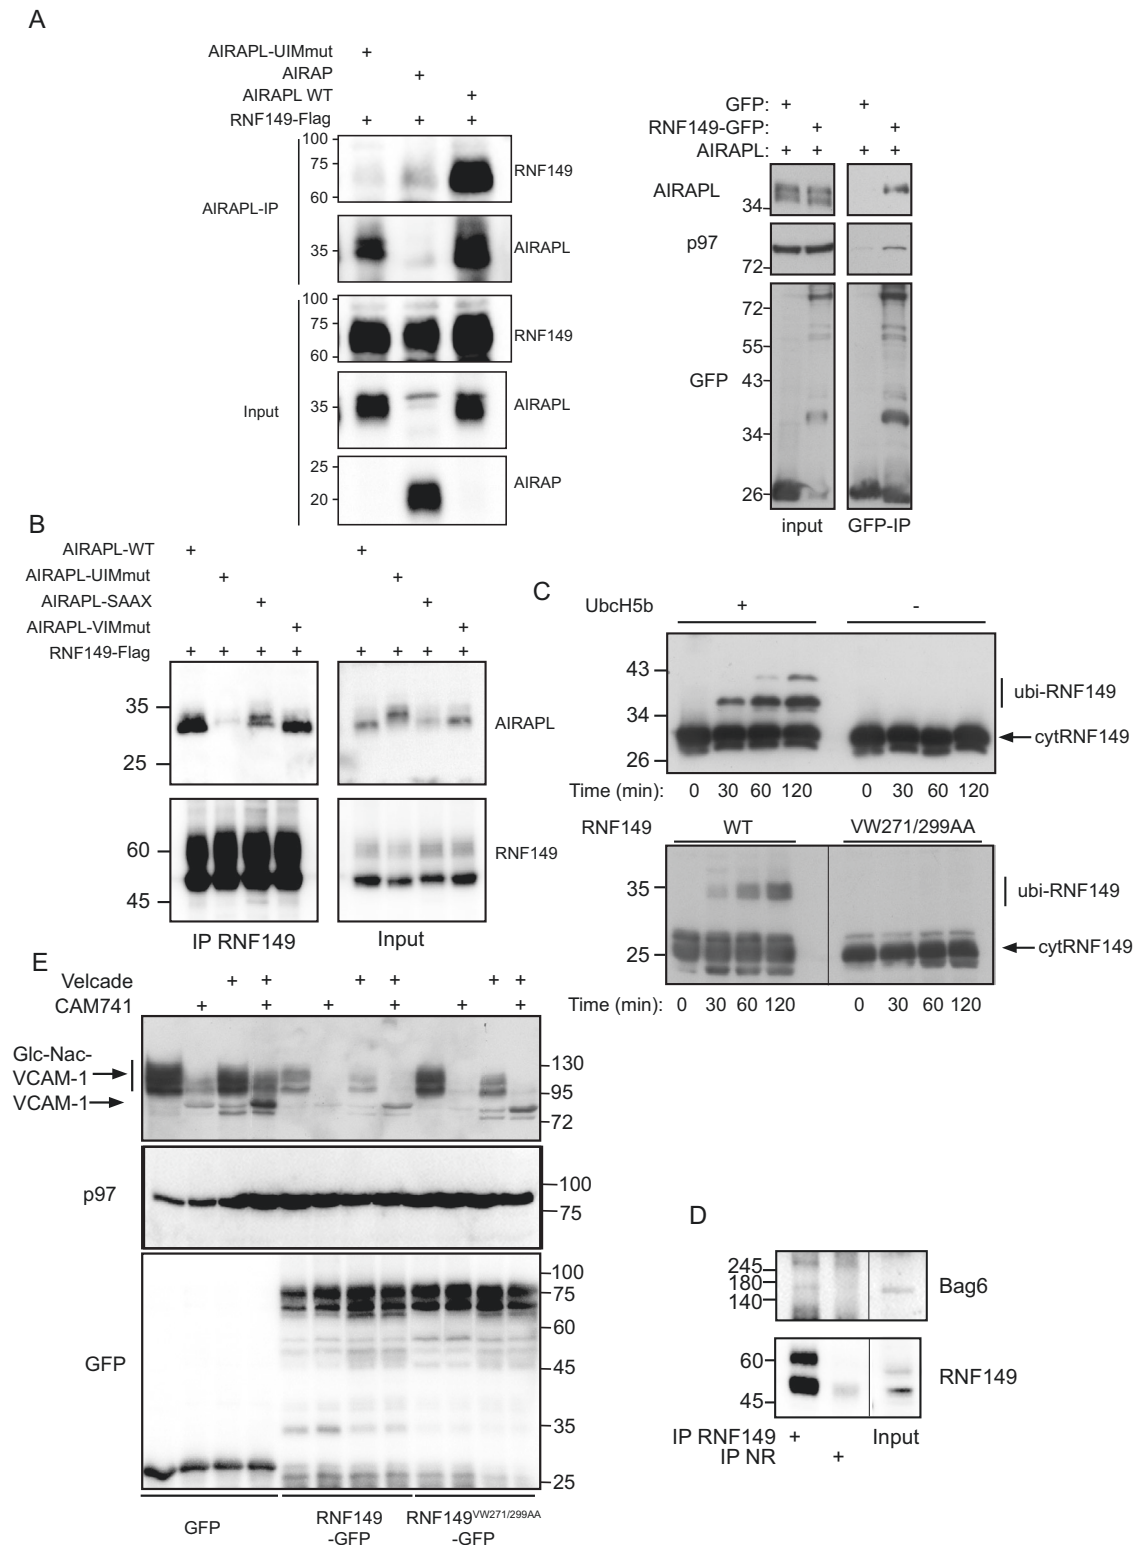 A
AIRAPL-UIMmut +
AIRAP +
AIRAPL WT +
RNF149-Flag + + +
100
75
60
RNF149
AIRAPL-IP
35
AIRAPL
100
75
60
RNF149
Input
35
AIRAPL
25
20
AIRAP
GFP: + +
RNF149-GFP: + +
AIRAPL: + + + +
AIRAPL
34
p97
72
72
55
GFP 43
34
26
input GFP-IP
B
AIRAPL-WT + +
AIRAPL-UIMmut + +
AIRAPL-SAAX + +
AIRAPL-VIMmut + +
RNF149-Flag + + + + + + + +
35
25
AIRAPL
60
45
RNF149
IP RNF149 Input
C
UbcH5b + -
43
34
26
ubi-RNF149
cytRNF149
Time (min): 0 30 60 120 0 30 60 120
RNF149 WT VW271/299AA
35
25
ubi-RNF149
cytRNF149
Time (min): 0 30 60 120 0 30 60 120
E
Velcade + + + + + +
CAM741 + + + + + +
Glc-Nac-
VCAM-1
VCAM-1
130
95
72
p97
100
75
GFP
100
75
60
45
35
25
GFP
RNF149
-GFP
RNF149VW271/299AA
-GFP
D
245
180
140
Bag6
60
45
RNF149
IP RNF149 + Input
IP NR +